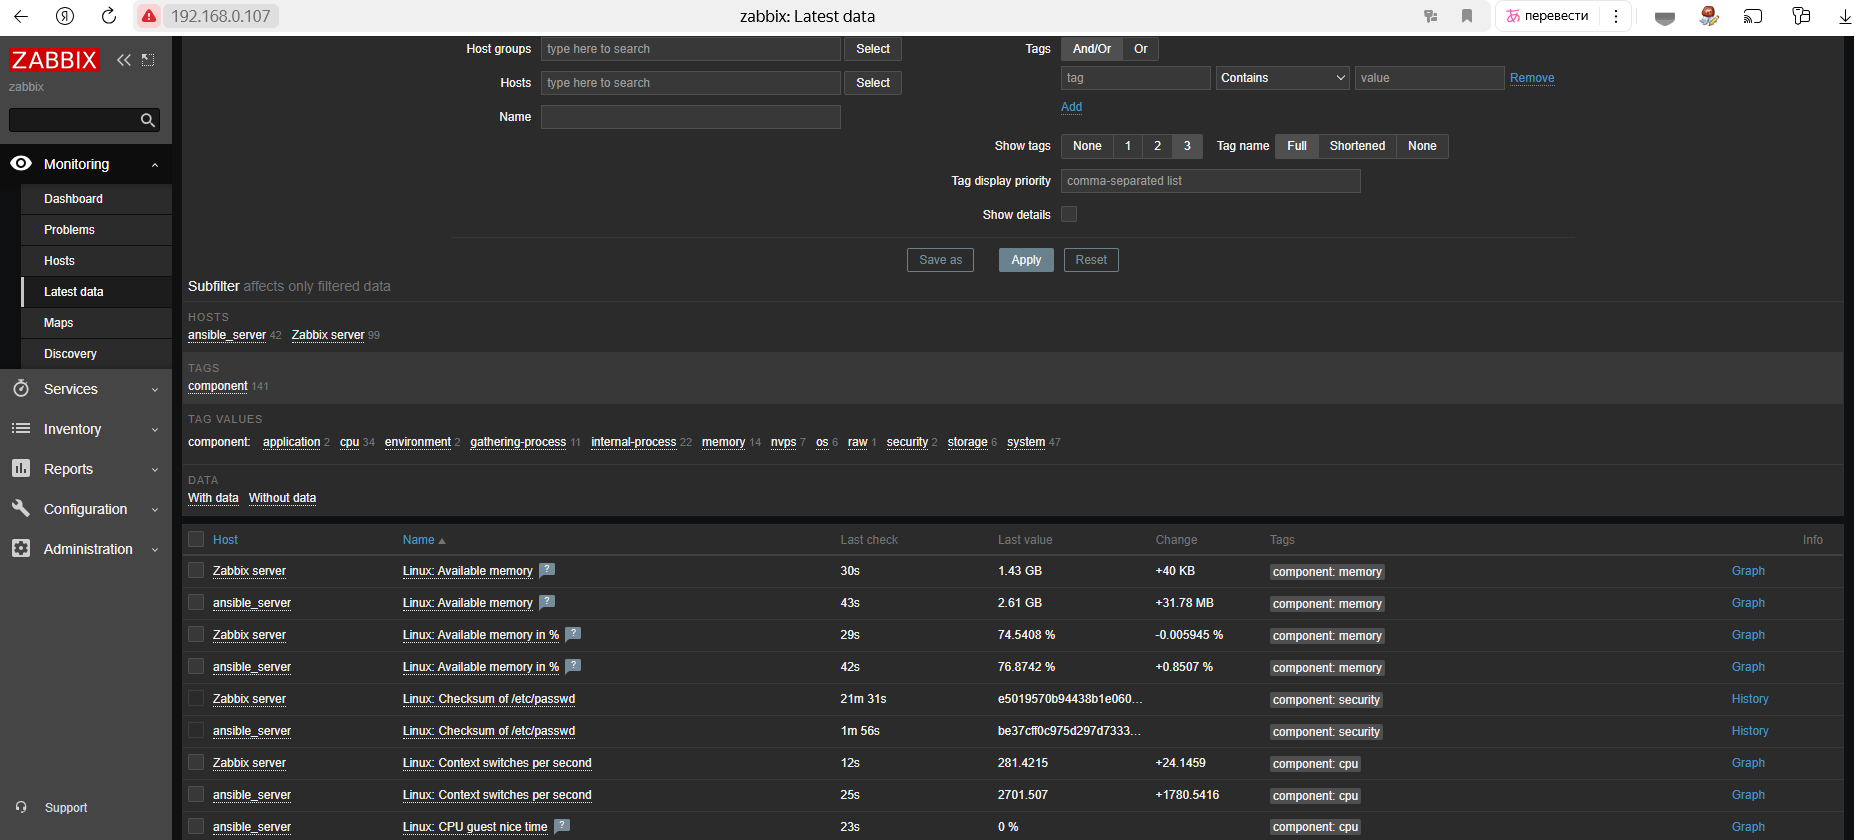 192.168.0.107
zabbix: Latest data
перевести
ZABBIX
zabbix
Monitoring
Dashboard
Problems
Hosts
Latest data
Maps
Discovery
Services
Inventory
Reports
Configuration
Administration
Support
Host groups type here to search Select
Hosts type here to search Select
Name
Tags And/Or Or
tag Contains value Remove
Add
Show tags None 1 2 3 Tag name Full Shortened None
Tag display priority comma-separated list
Show details
Save as Apply Reset
Subfilter affects only filtered data
HOSTS
ansible_server 42 Zabbix server 99
TAGS
component 141
TAG VALUES
component: application 2 cpu 34 environment 2 gathering-process 11 internal-process 22 memory 14 nvps 7 os 6 raw 1 security 2 storage 6 system 47
DATA
With data Without data
Host Name Last check Last value Change Tags Info
Zabbix server Linux: Available memory ? 30s 1.43 GB +40 KB component: memory Graph
ansible_server Linux: Available memory ? 43s 2.61 GB +31.78 MB component: memory Graph
Zabbix server Linux: Available memory in % ? 29s 74.5408 % -0.005945 % component: memory Graph
ansible_server Linux: Available memory in % ? 42s 76.8742 % +0.8507 % component: memory Graph
Zabbix server Linux: Checksum of /etc/passwd 21m 31s e5019570b94438b1e060... component: security History
ansible_server Linux: Checksum of /etc/passwd 1m 56s be37cff0c975d297d7333... component: security History
Zabbix server Linux: Context switches per second 12s 281.4215 +24.1459 component: cpu Graph
ansible_server Linux: Context switches per second 25s 2701.507 +1780.5416 component: cpu Graph
ansible_server Linux: CPU guest nice time ? 23s 0 % component: cpu Graph